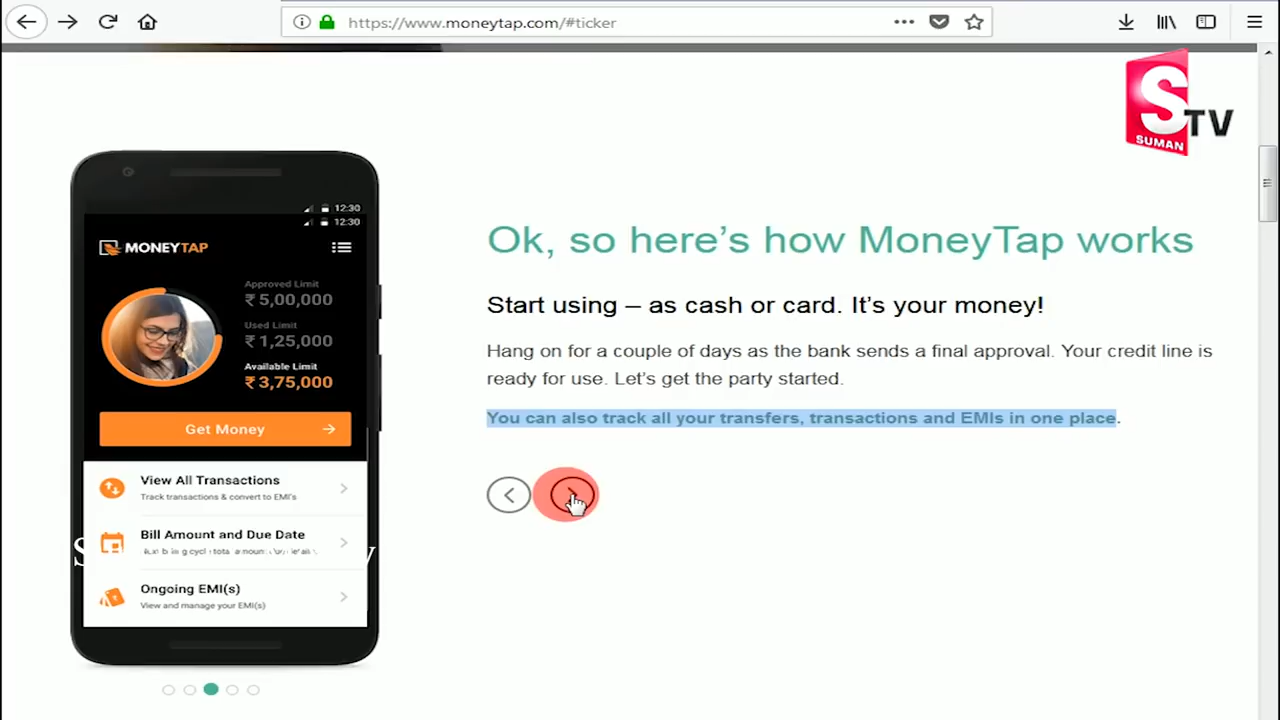 https://www.moneytap.com/#ticker
S TV
SUMAN
12:30
12:30
MONEYTAP
Approved Limit
₹ 5,00,000
Used Limit
₹ 1,25,000
Available Limit
₹ 3,75,000
Get Money
View All Transactions
Track transactions & convert to EMI's
Bill Amount and Due Date
Ongoing EMI(s)
View and manage your EMI(s)
Ok, so here's how MoneyTap works
Start using – as cash or card. It's your money!
Hang on for a couple of days as the bank sends a final approval. Your credit line is
ready for use. Let's get the party started.
You can also track all your transfers, transactions and EMIs in one place.